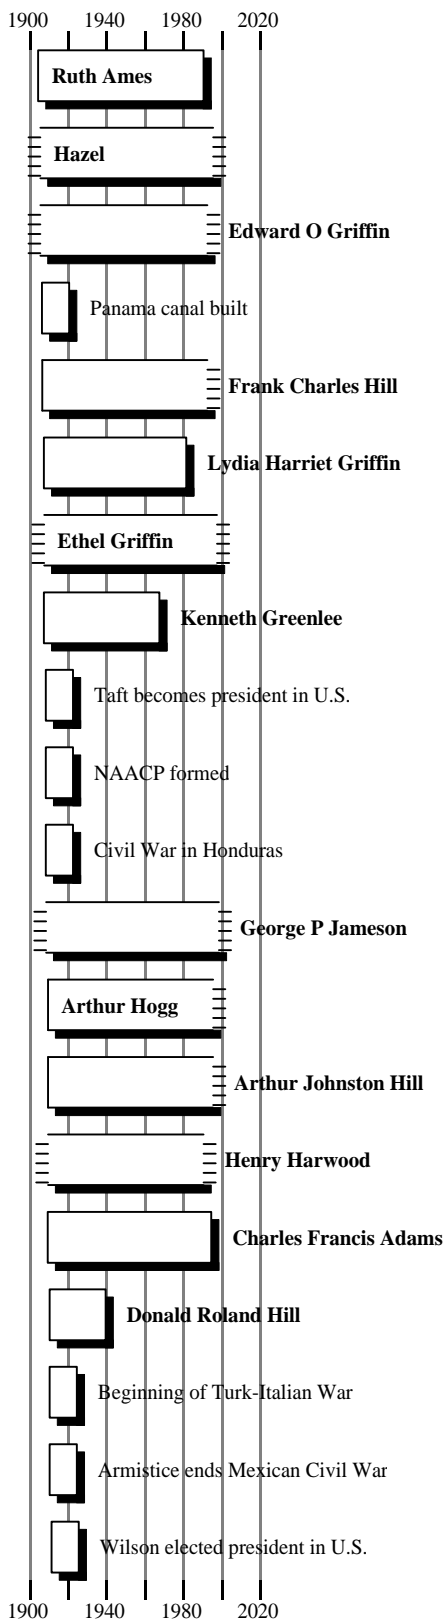 1900 1940 1980 2020
Ruth Ames
Hazel
Edward O Griffin
Panama canal built
Frank Charles Hill
Lydia Harriet Griffin
Ethel Griffin
Kenneth Greenlee
Taft becomes president in U.S.
NAACP formed
Civil War in Honduras
George P Jameson
Arthur Hogg
Arthur Johnston Hill
Henry Harwood
Charles Francis Adams
Donald Roland Hill
Beginning of Turk-Italian War
Armistice ends Mexican Civil War
Wilson elected president in U.S.
1900 1940 1980 2020